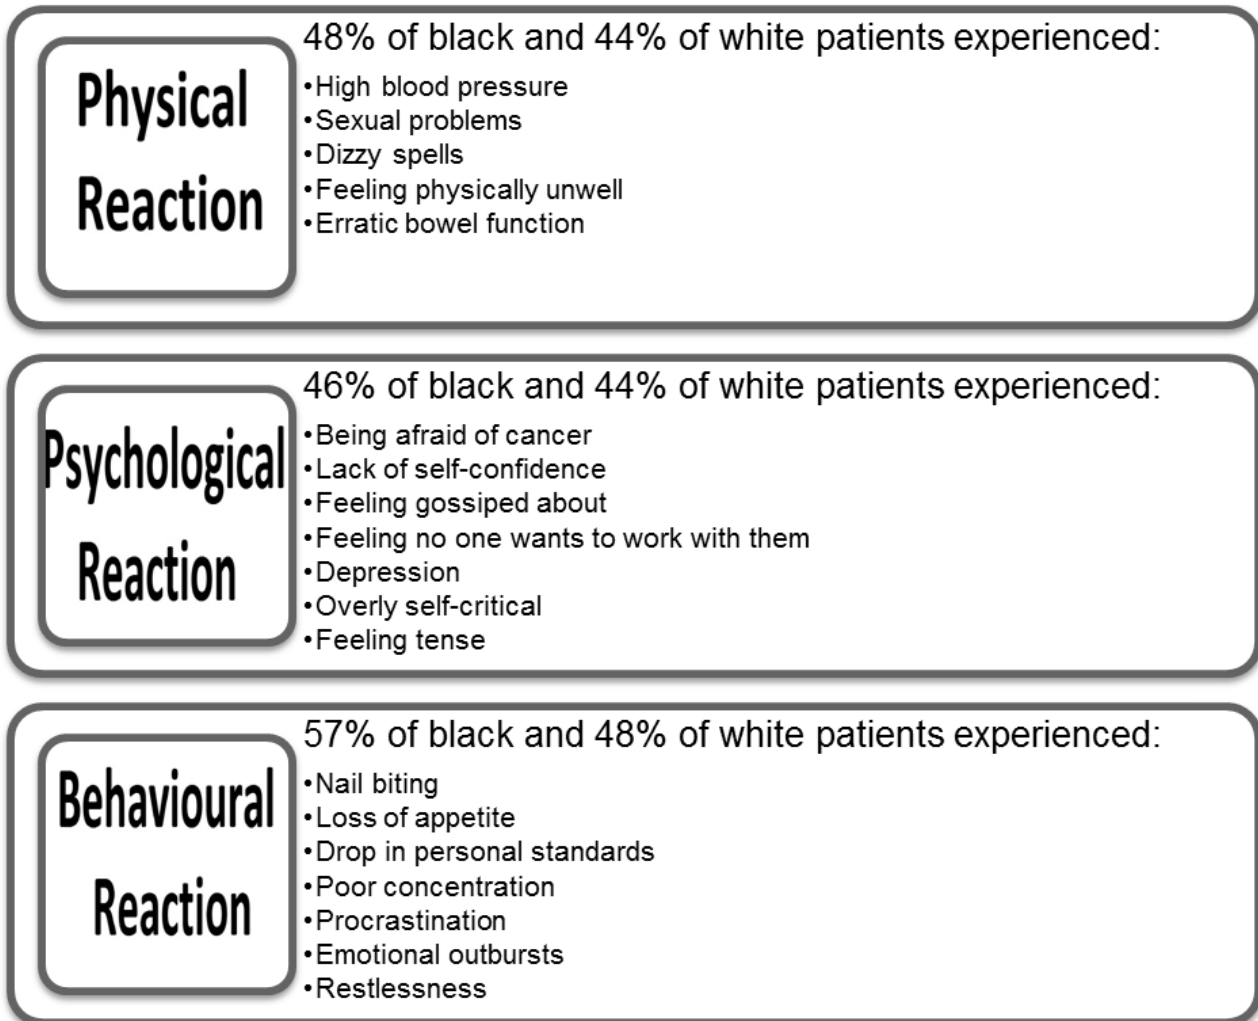 Physical
Reaction
48% of black and 44% of white patients experienced:
•High blood pressure
•Sexual problems
•Dizzy spells
•Feeling physically unwell
•Erratic bowel function
Psychological
Reaction
46% of black and 44% of white patients experienced:
•Being afraid of cancer
•Lack of self-confidence
•Feeling gossiped about
•Feeling no one wants to work with them
•Depression
•Overly self-critical
•Feeling tense
Behavioural
Reaction
57% of black and 48% of white patients experienced:
•Nail biting
•Loss of appetite
•Drop in personal standards
•Poor concentration
•Procrastination
•Emotional outbursts
•Restlessness